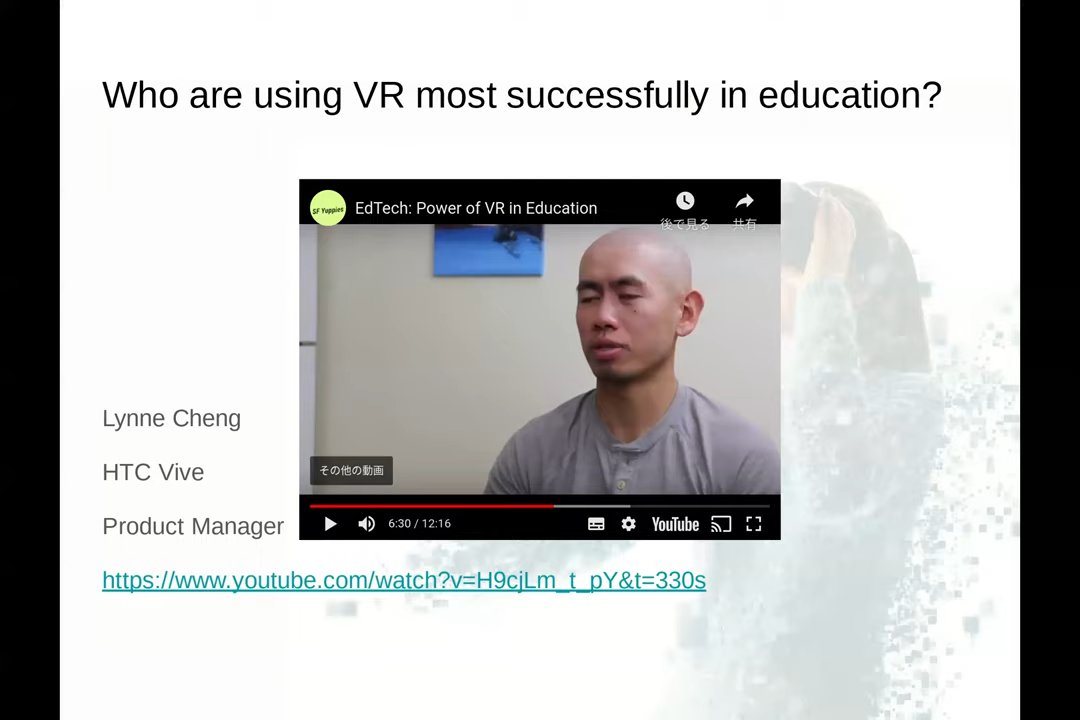 Who are using VR most successfully in education?
SF Yuppies
EdTech: Power of VR in Education
後で見る
共有
その他の動画
6:30 / 12:16
YouTube
Lynne Cheng
HTC Vive
Product Manager
https://www.youtube.com/watch?v=H9cjLm_t_pY&t=330s